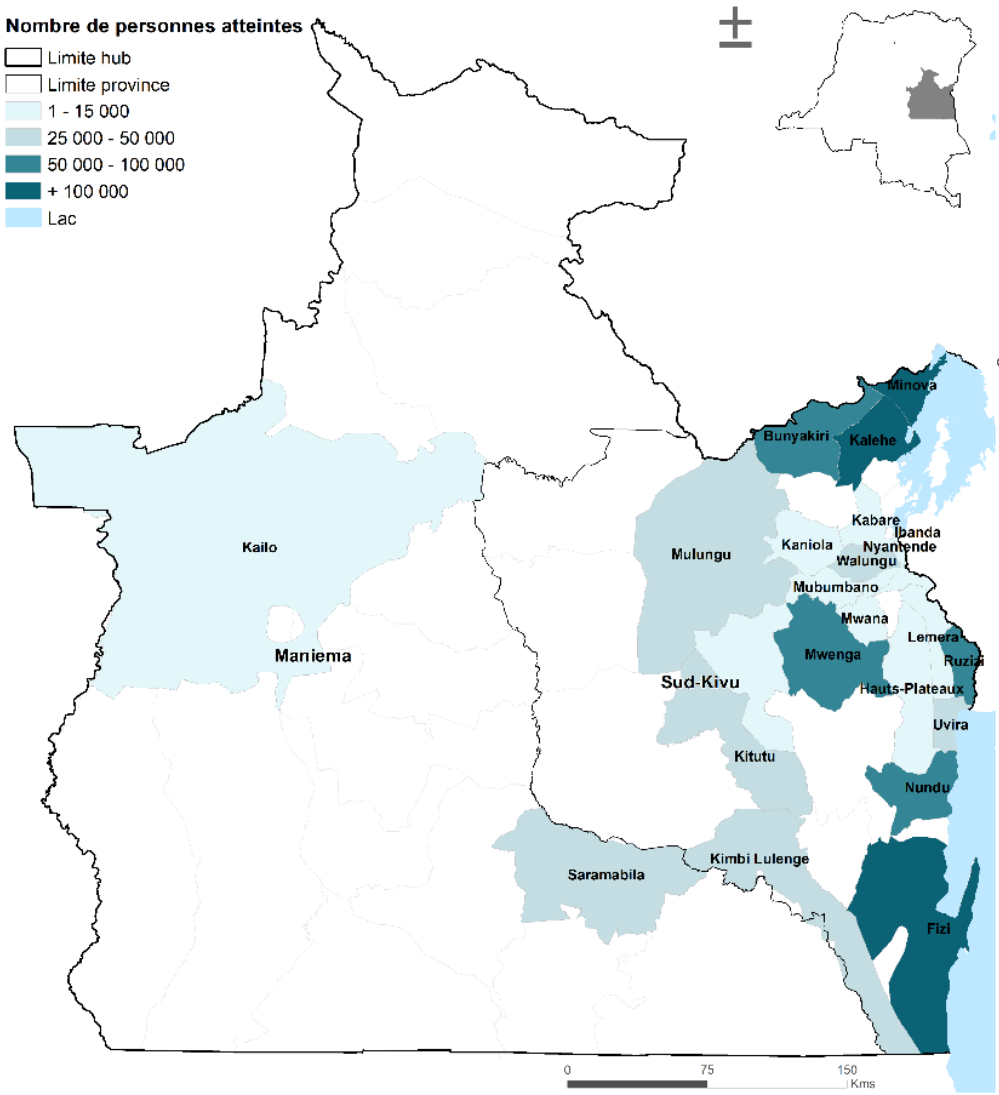 Nombre de personnes atteintes
Limite hub
Limite province
1 - 15 000
25 000 - 50 000
50 000 - 100 000
+ 100 000
Lac
Minova
Bunyakiri
Kalehe
Kabare
Ibanda
Kaniola
Nyantende
Kailo
Mulungu
Walungu
Mubumbano
Mwana
Lemera
Maniema
Mwenga
Ruzizi
Sud-Kivu
Hauts-Plateaux
Uvira
Kitutu
Nundu
Kimbi Lulenge
Saramabila
Fizi
0
75
150
Kms